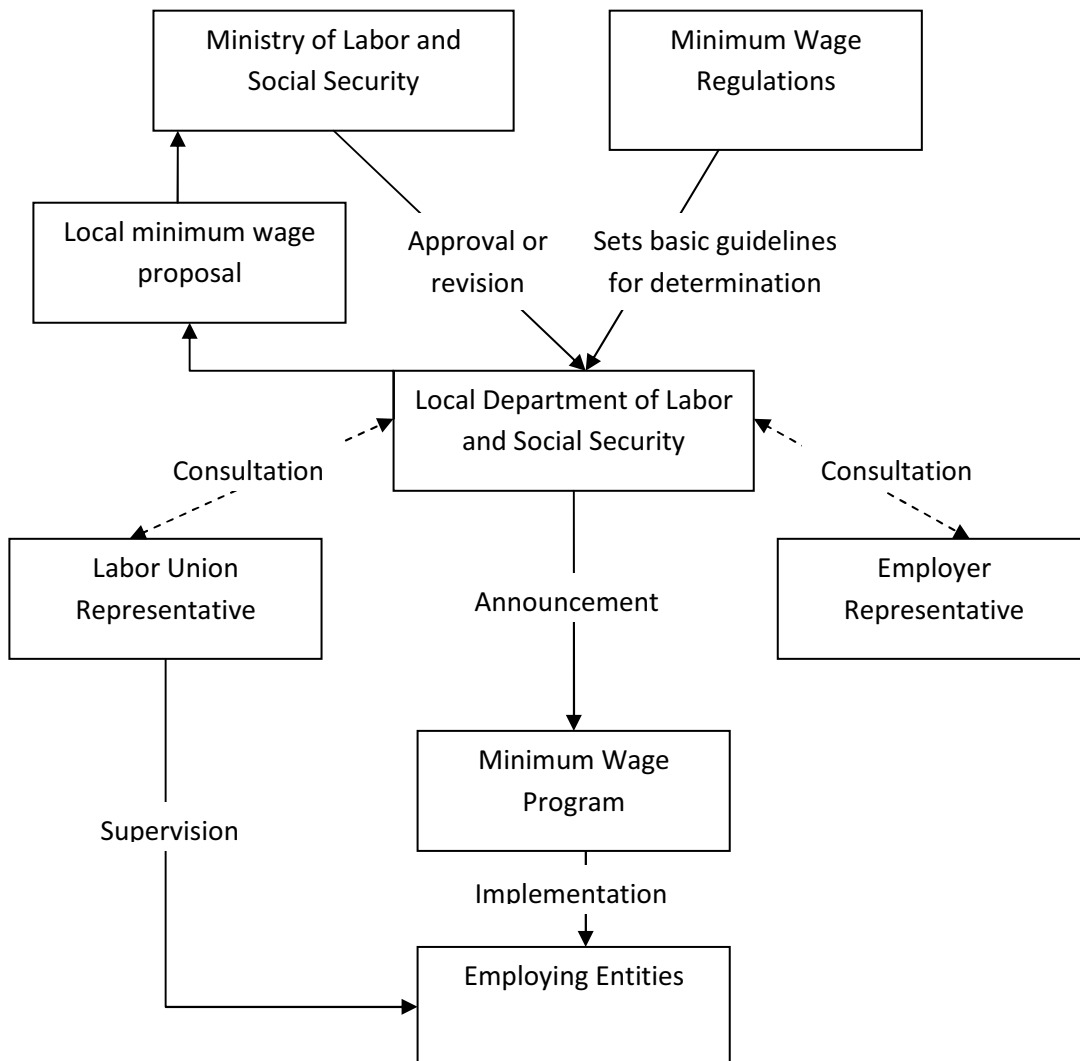 Ministry of Labor and
Social Security
Minimum Wage
Regulations
Local minimum wage
proposal
Approval or
revision
Sets basic guidelines
for determination
Local Department of Labor
and Social Security
Consultation
Consultation
Labor Union
Representative
Announcement
Employer
Representative
Minimum Wage
Program
Supervision
Implementation
Employing Entities